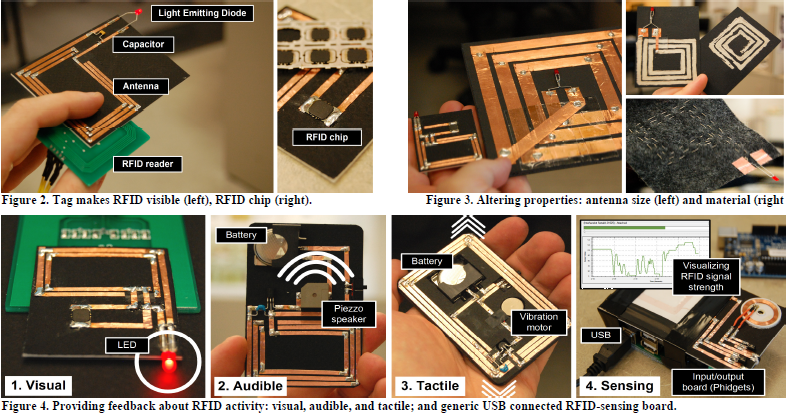 Light Emitting Diode
Capacitor
Antenna
RFID reader
RFID chip
Figure 2. Tag makes RFID visible (left), RFID chip (right).
Figure 3. Altering properties: antenna size (left) and material (right
LED
1. Visual
Battery
Piezzo
speaker
2. Audible
Battery
Vibration
motor
3. Tactile
Visualizing
RFID signal
strength
USB
Input/output
board (Phidgets)
4. Sensing
Figure 4. Providing feedback about RFID activity: visual, audible, and tactile; and generic USB connected RFID-sensing board.